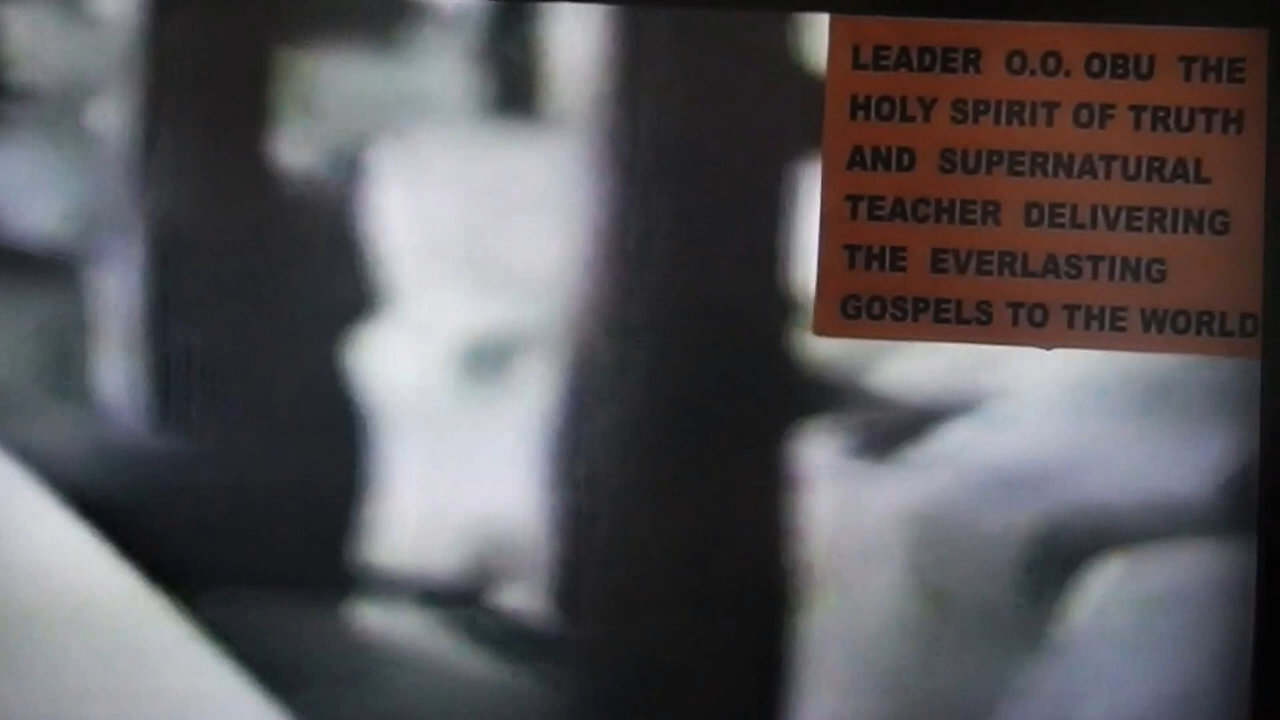 LEADER O.O. OBU THE
HOLY SPIRIT OF TRUTH
AND SUPERNATURAL
TEACHER DELIVERING
THE EVERLASTING
GOSPELS TO THE WORLD